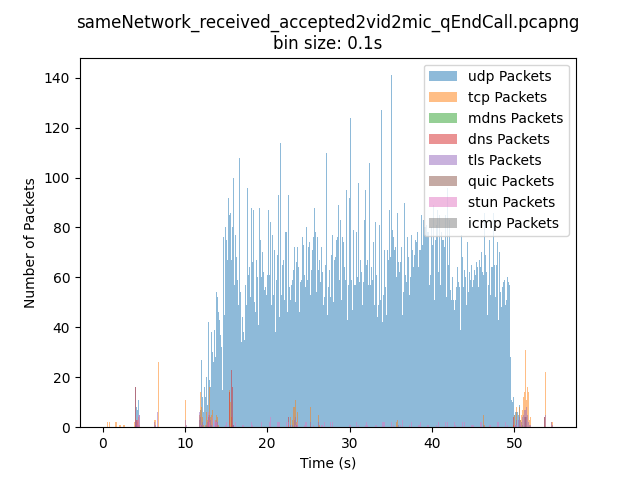 sameNetwork_received_accepted2vid2mic_qEndCall.pcapng
bin size: 0.1s
140
120
100
80
60
40
20
0
Number of Packets
udp Packets
tcp Packets
mdns Packets
dns Packets
tls Packets
quic Packets
stun Packets
icmp Packets
0 10 20 30 40 50
Time (s)